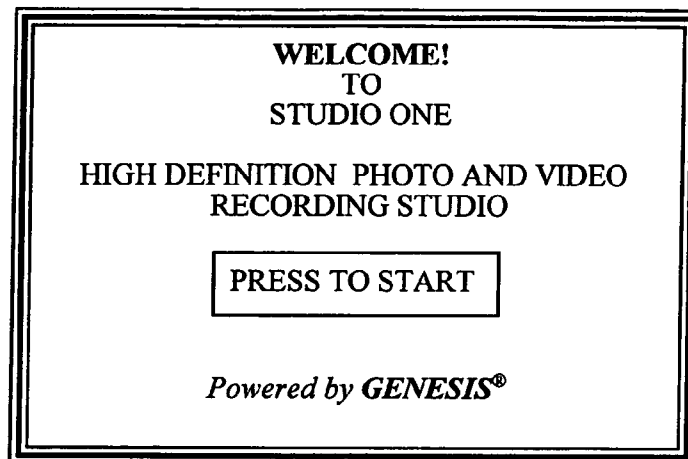 WELCOME!
TO
STUDIO ONE
HIGH DEFINITION PHOTO AND VIDEO
RECORDING STUDIO
PRESS TO START
Powered by GENESIS®